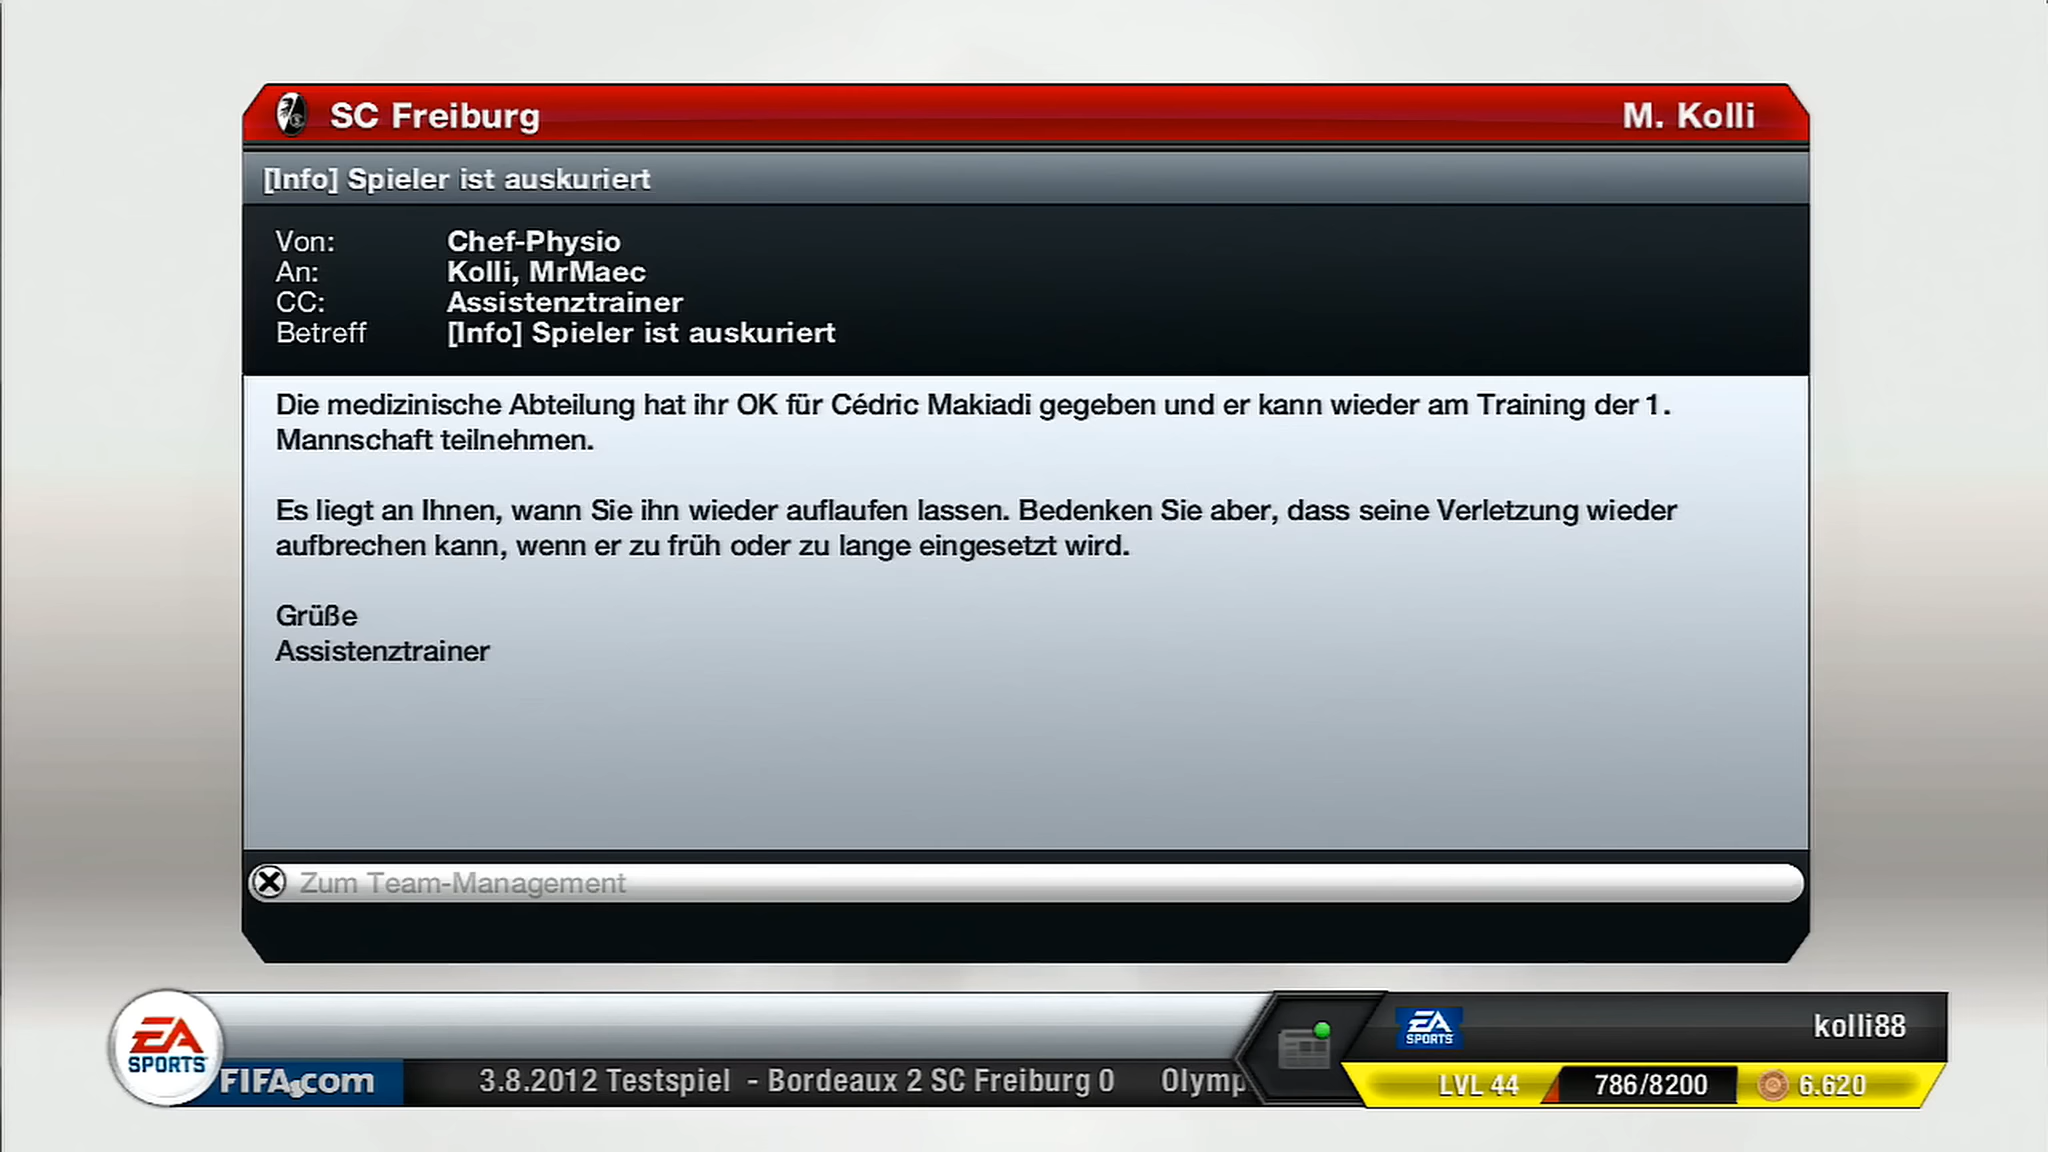 SC Freiburg
M. Kolli
[Info] Spieler ist auskuriert
Von: Chef-Physio
An: Kolli, MrMaec
CC: Assistenztrainer
Betreff [Info] Spieler ist auskuriert
Die medizinische Abteilung hat ihr OK für Cédric Makiadi gegeben und er kann wieder am Training der 1.
Mannschaft teilnehmen.
Es liegt an Ihnen, wann Sie ihn wieder auflaufen lassen. Bedenken Sie aber, dass seine Verletzung wieder
aufbrechen kann, wenn er zu früh oder zu lange eingesetzt wird.
Grüße
Assistenztrainer
Zum Team-Management
EA
SPORTS
EA
SPORTS
kolli88
FIFA.com
3.8.2012 Testspiel - Bordeaux 2 SC Freiburg 0 Olymp
LVL 44
786/8200
6.620